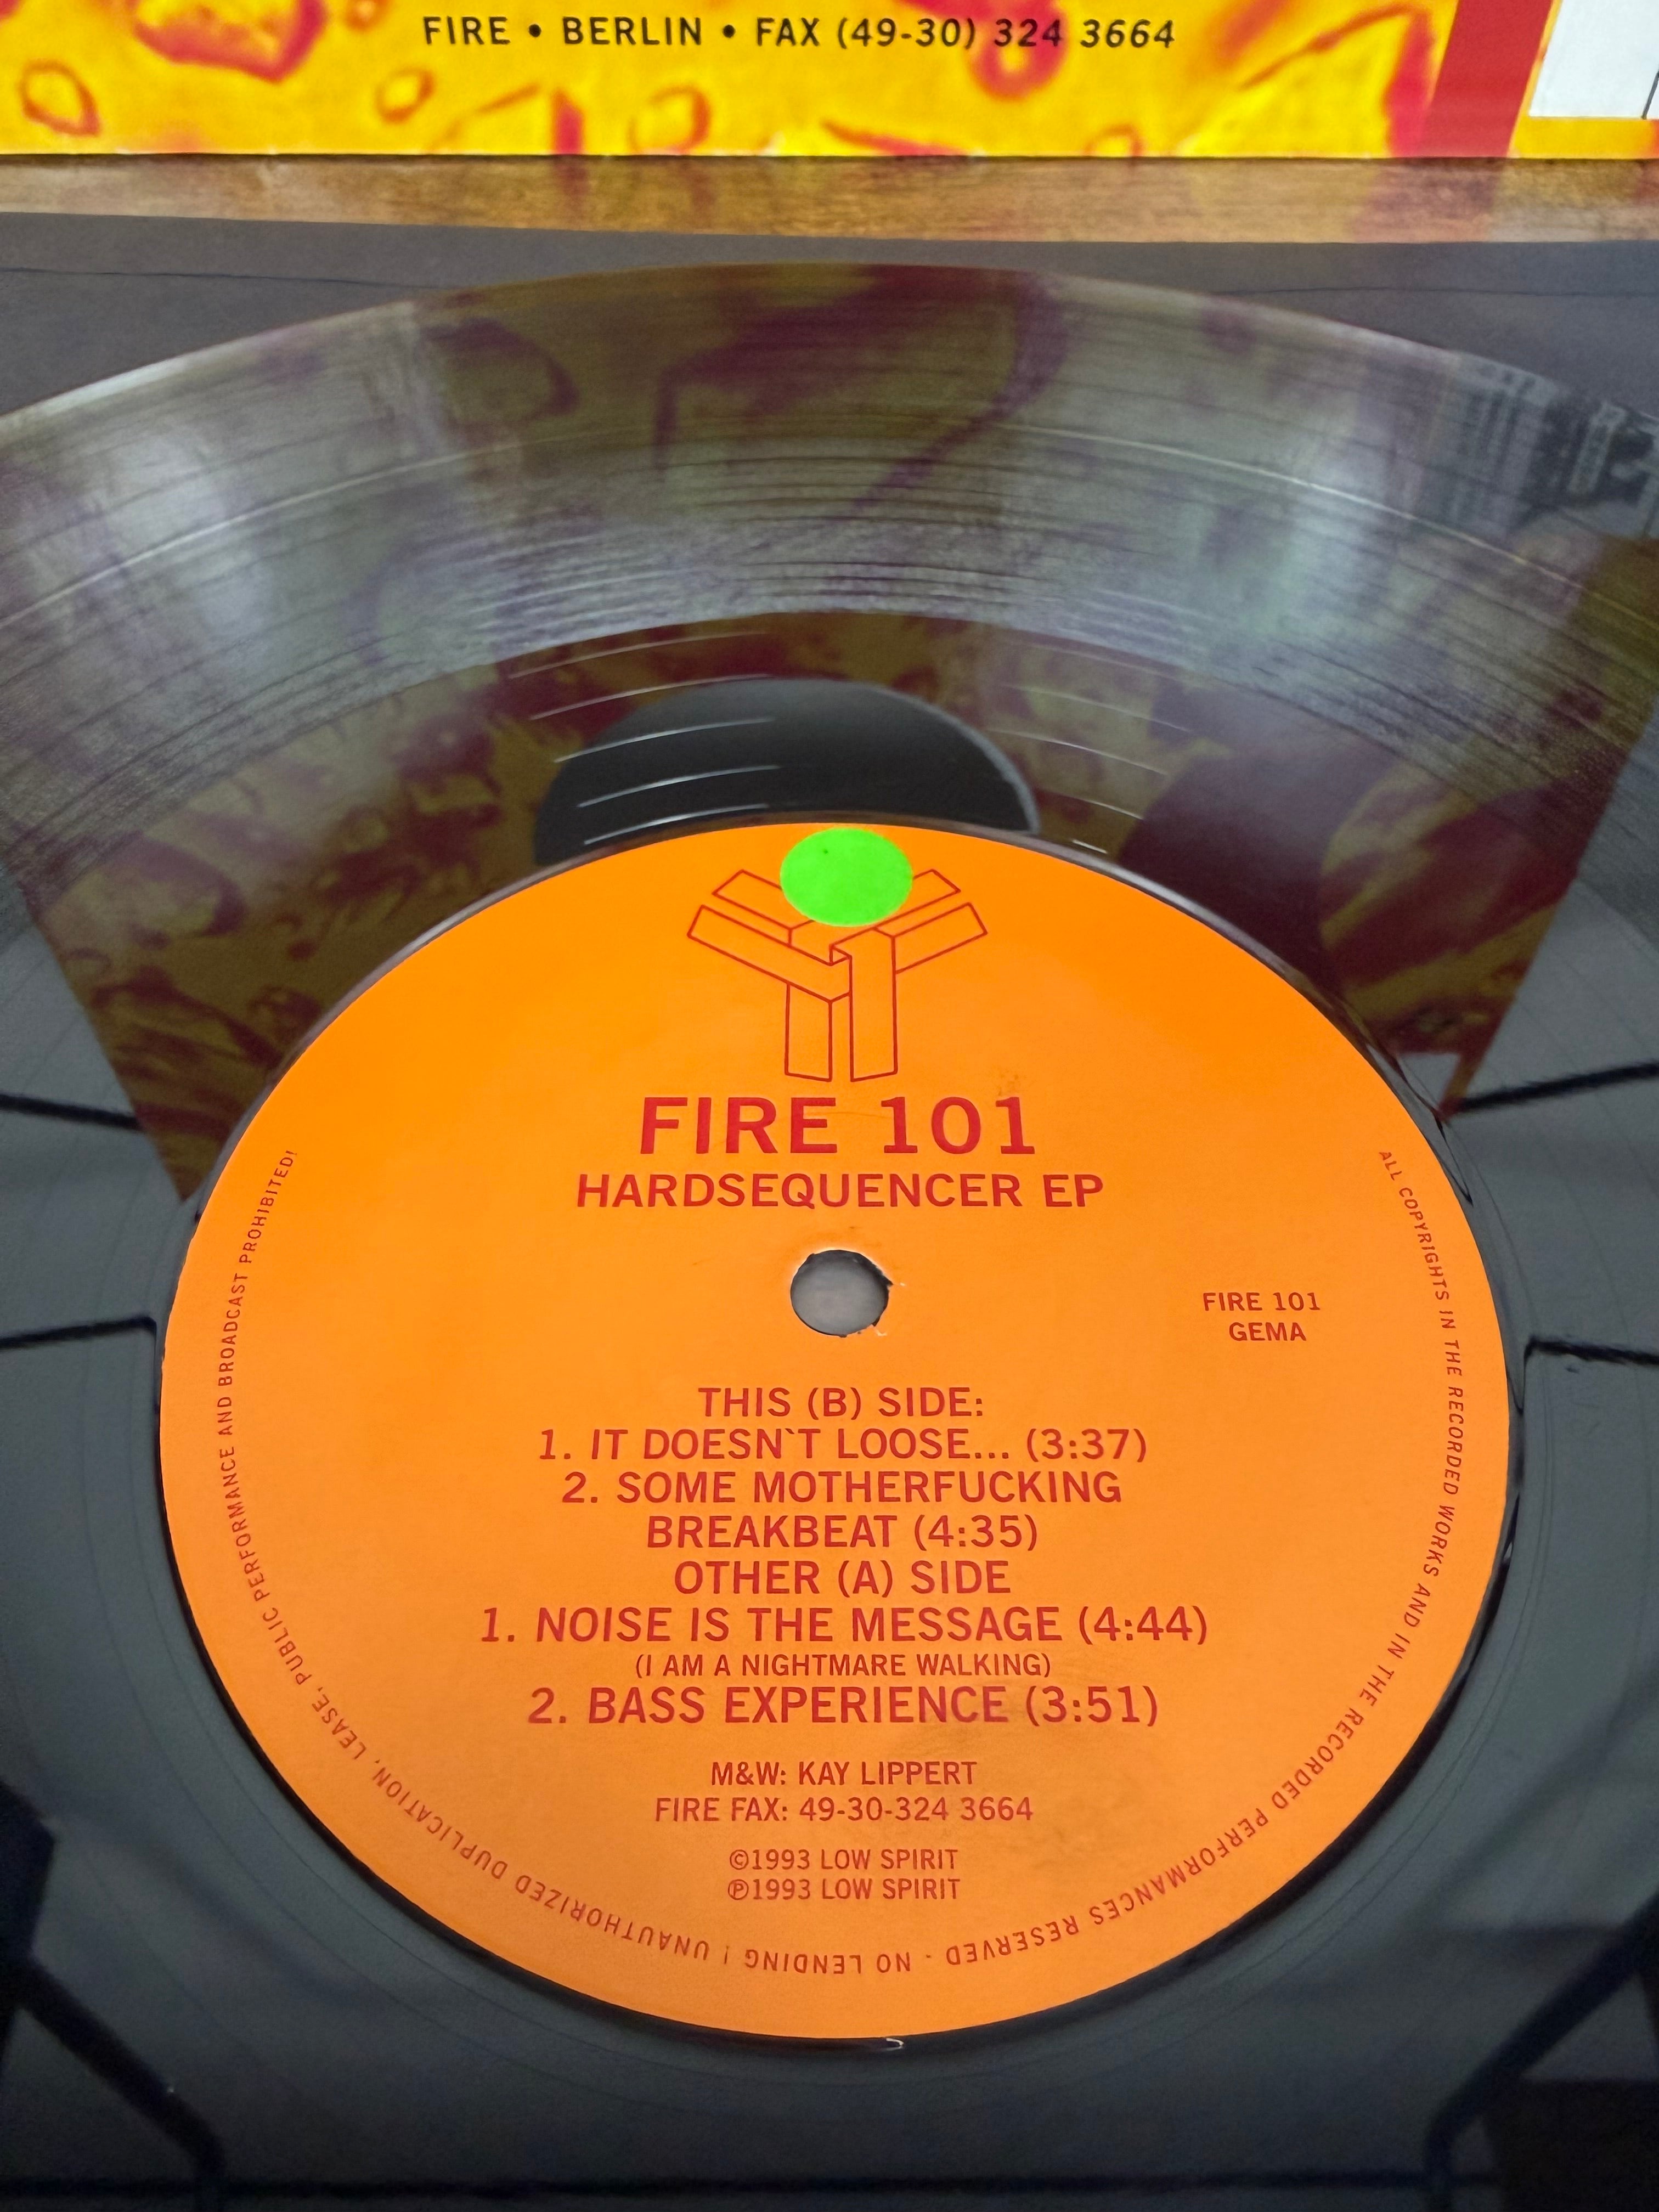 FIRE • BERLIN • FAX (49-30) 324 3664
FIRE 101
HARDSEQUENCER EP
FIRE 101
GEMA
THIS (B) SIDE:
1. IT DOESN`T LOOSE... (3:37)
2. SOME MOTHERFUCKING
BREAKBEAT (4:35)
OTHER (A) SIDE
1. NOISE IS THE MESSAGE (4:44)
(I AM A NIGHTMARE WALKING)
2. BASS EXPERIENCE (3:51)
M&W: KAY LIPPERT
FIRE FAX: 49-30-324 3664
©1993 LOW SPIRIT
℗1993 LOW SPIRIT
ALL COPYRIGHTS IN THE RECORDED WORKS AND IN THE RECORDED PERFORMANCES RESERVED - NO LENDING ! UNAUTHORIZED DUPLICATION, LEASE, PUBLIC PERFORMANCE AND BROADCAST PROHIBITED!